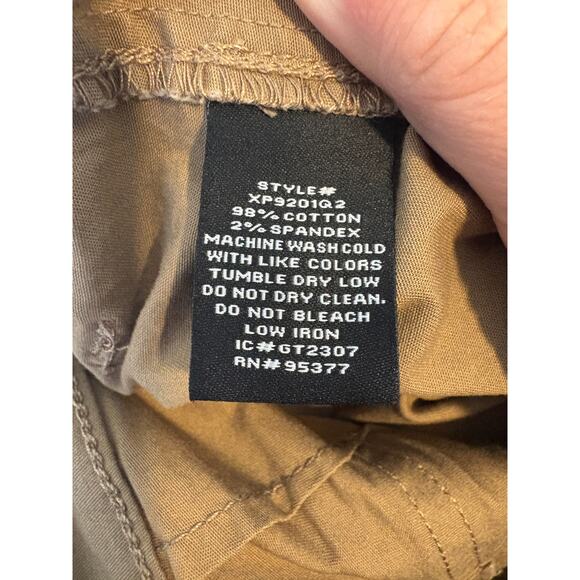 STYLE#
XP9201Q2
98% COTTON
2% SPANDEX
MACHINE WASH COLD
WITH LIKE COLORS
TUMBLE DRY LOW
DO NOT DRY CLEAN.
DO NOT BLEACH
LOW IRON
IC#GT2307
RN#95377